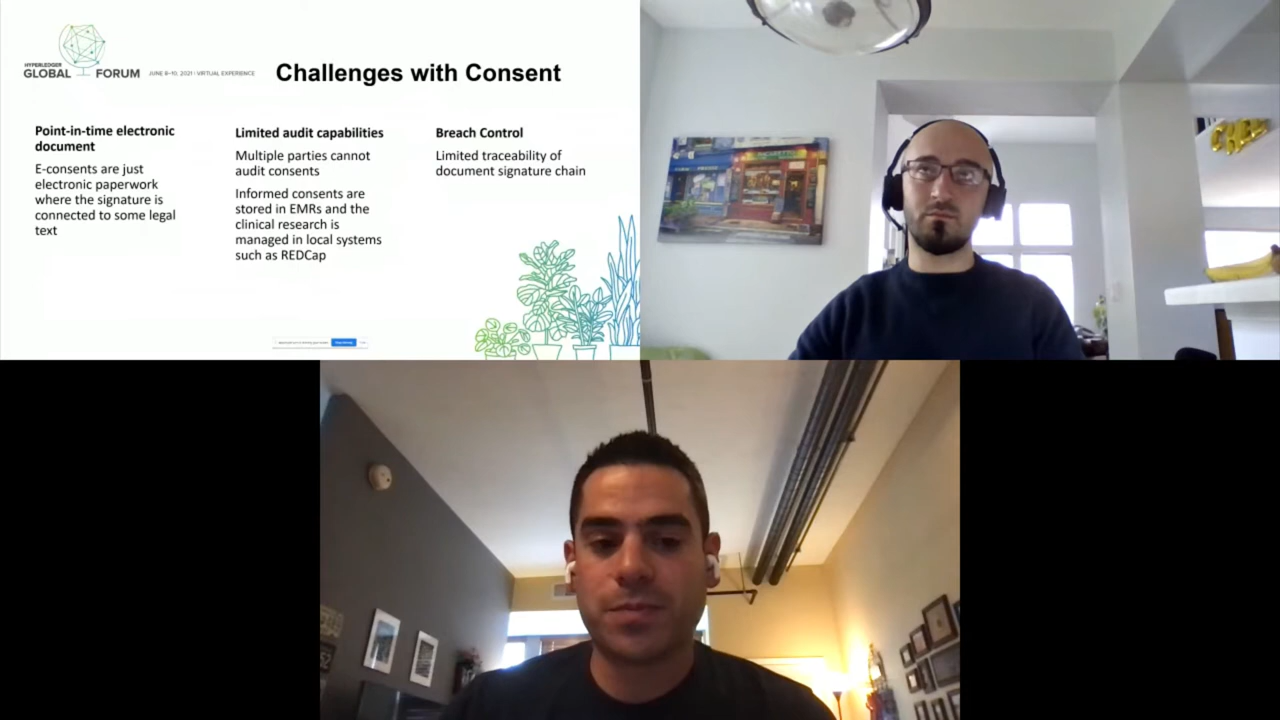 HYPERLEDGER
GLOBAL FORUM JUNE 8-10, 2021 | VIRTUAL EXPERIENCE
Challenges with Consent
Point-in-time electronic
document
E-consents are just
electronic paperwork
where the signature is
connected to some legal
text
Limited audit capabilities
Multiple parties cannot
audit consents
Informed consents are
stored in EMRs and the
clinical research is
managed in local systems
such as REDCap
Breach Control
Limited traceability of
document signature chain